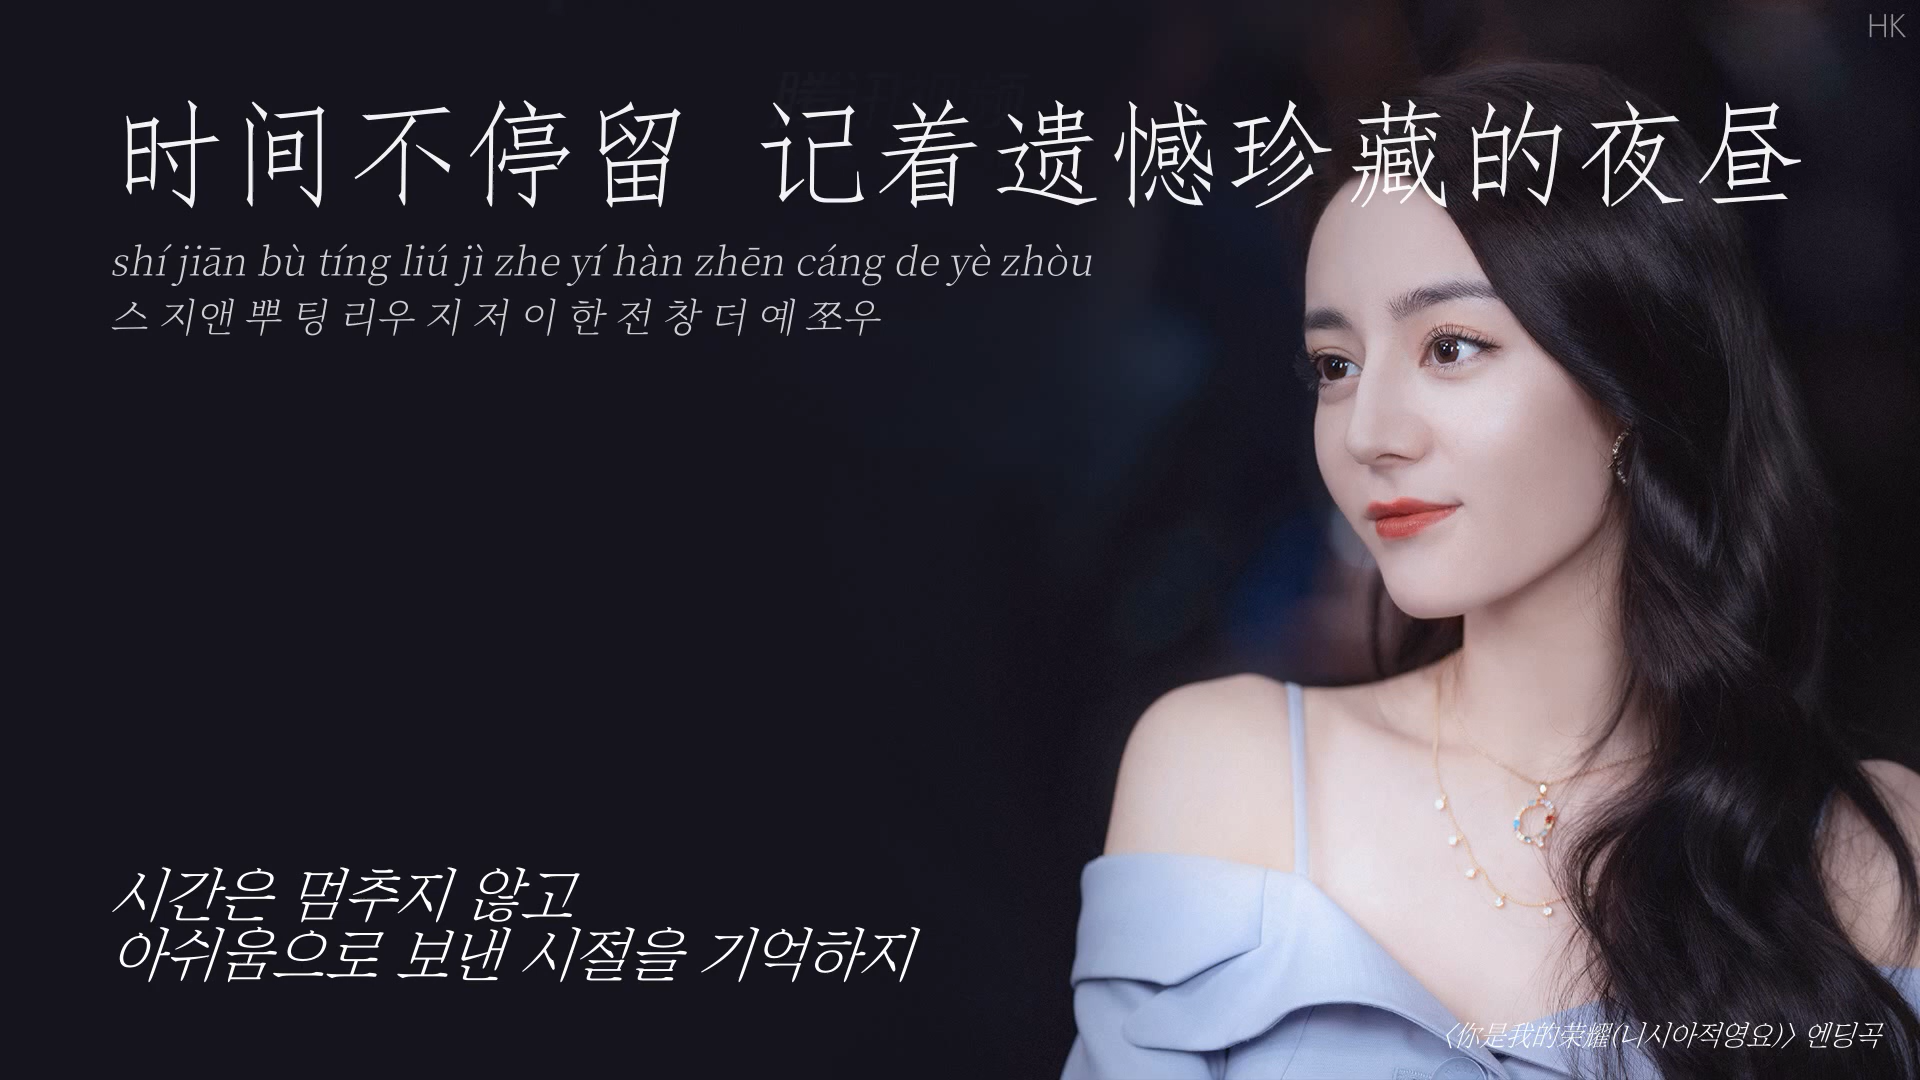 HK
时间不停留 记着遗憾珍藏的夜昼
shí jiān bù tíng liú jì zhe yí hàn zhēn cáng de yè zhòu
스 지앤 뿌 팅 리우 지 저 이 한 전 창 더 예 쪼우
시간은 멈추지 않고
아쉬움으로 보낸 시절을 기억하지
〈你是我的荣耀(니시아적영요)〉 엔딩곡